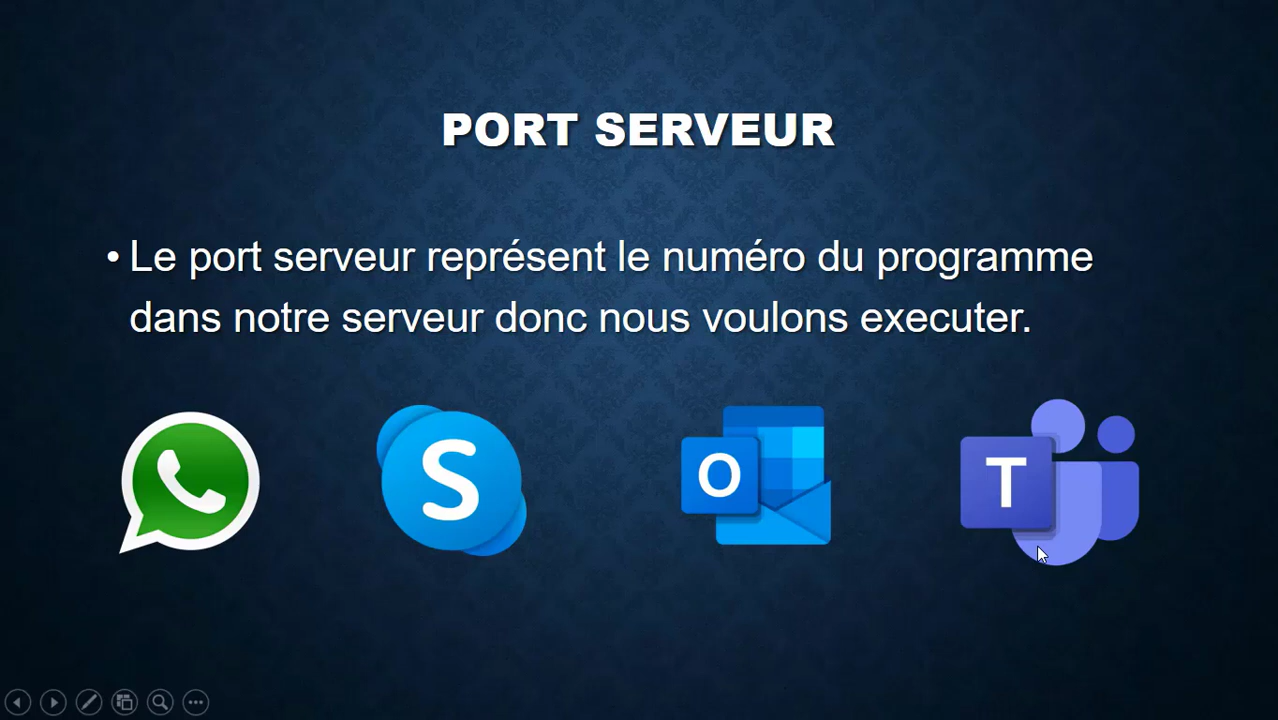 PORT SERVEUR
• Le port serveur représent le numéro du programme
dans notre serveur donc nous voulons executer.
S
O
T